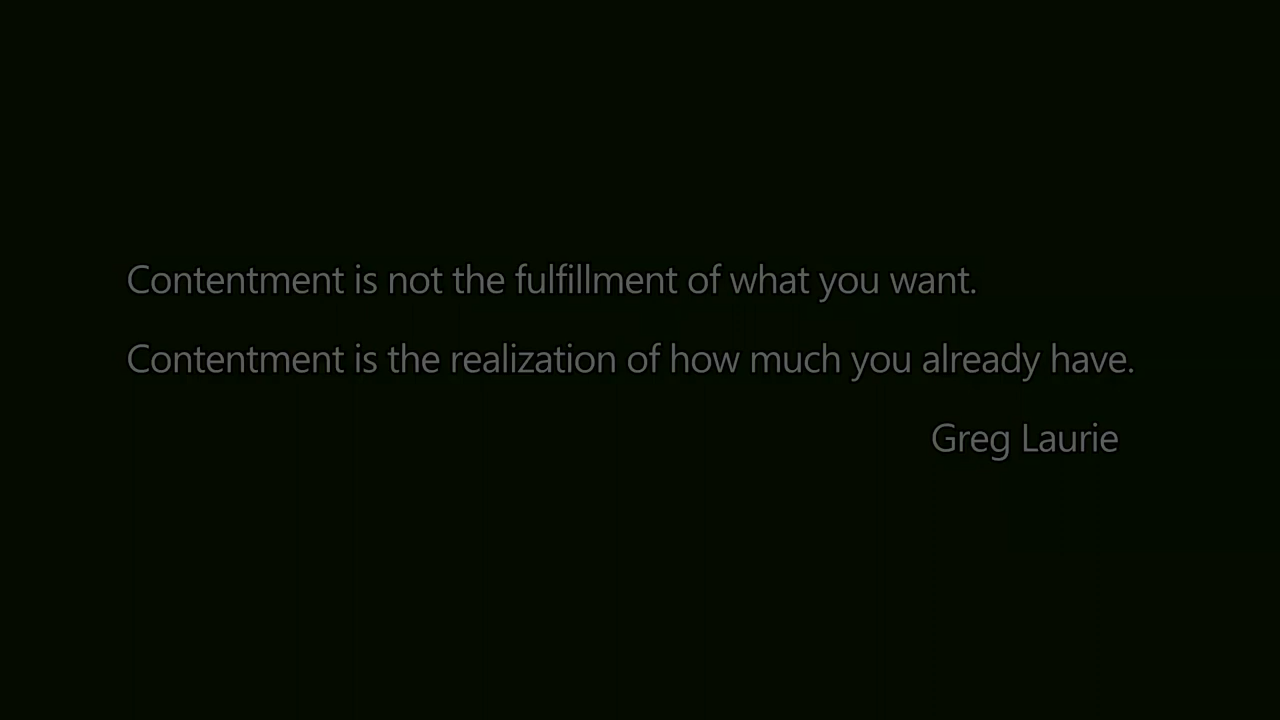 Contentment is not the fulfillment of what you want.
Contentment is the realization of how much you already have.
Greg Laurie